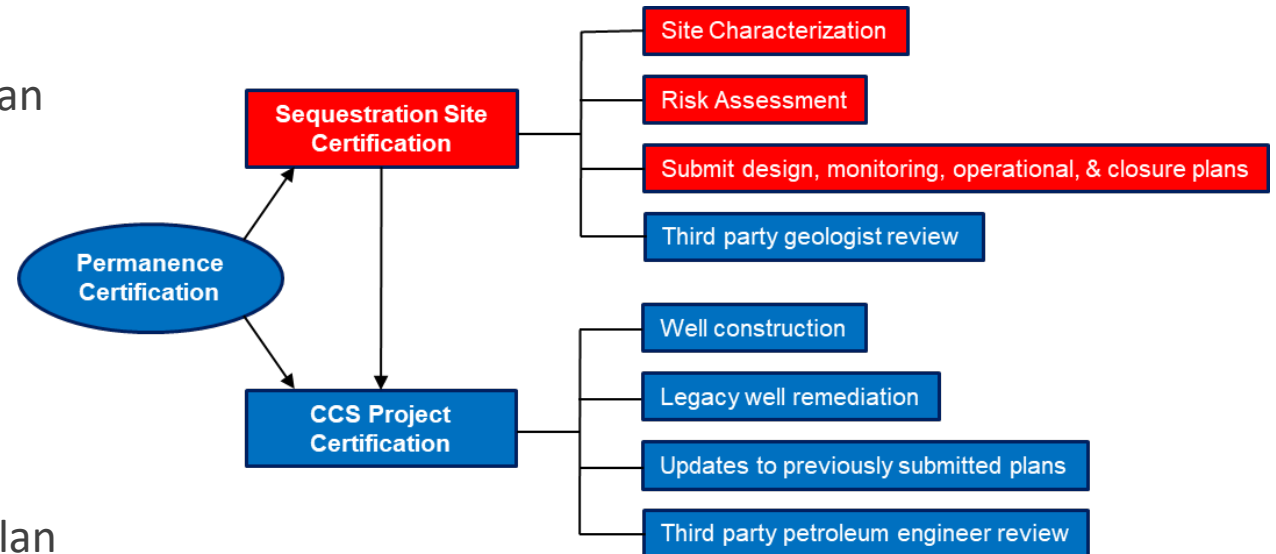 an
Site Characterization
Risk Assessment
Sequestration Site
Certification
Submit design, monitoring, operational, & closure plans
Third party geologist review
Permanence
Certification
Well construction
Legacy well remediation
CCS Project
Certification
Updates to previously submitted plans
Third party petroleum engineer review
lan